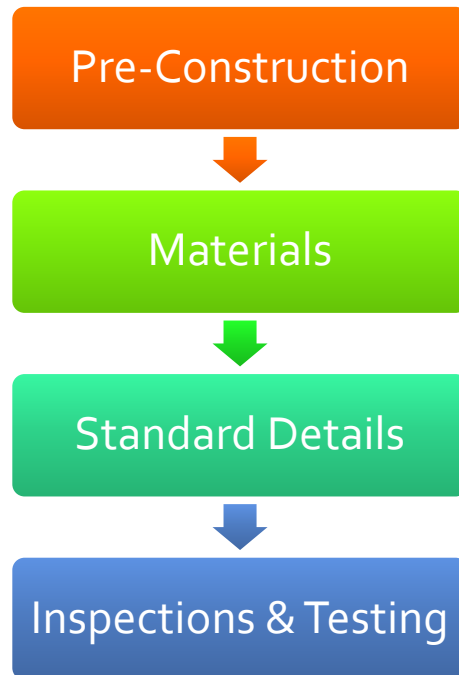 Pre-Construction
Materials
Standard Details
Inspections & Testing